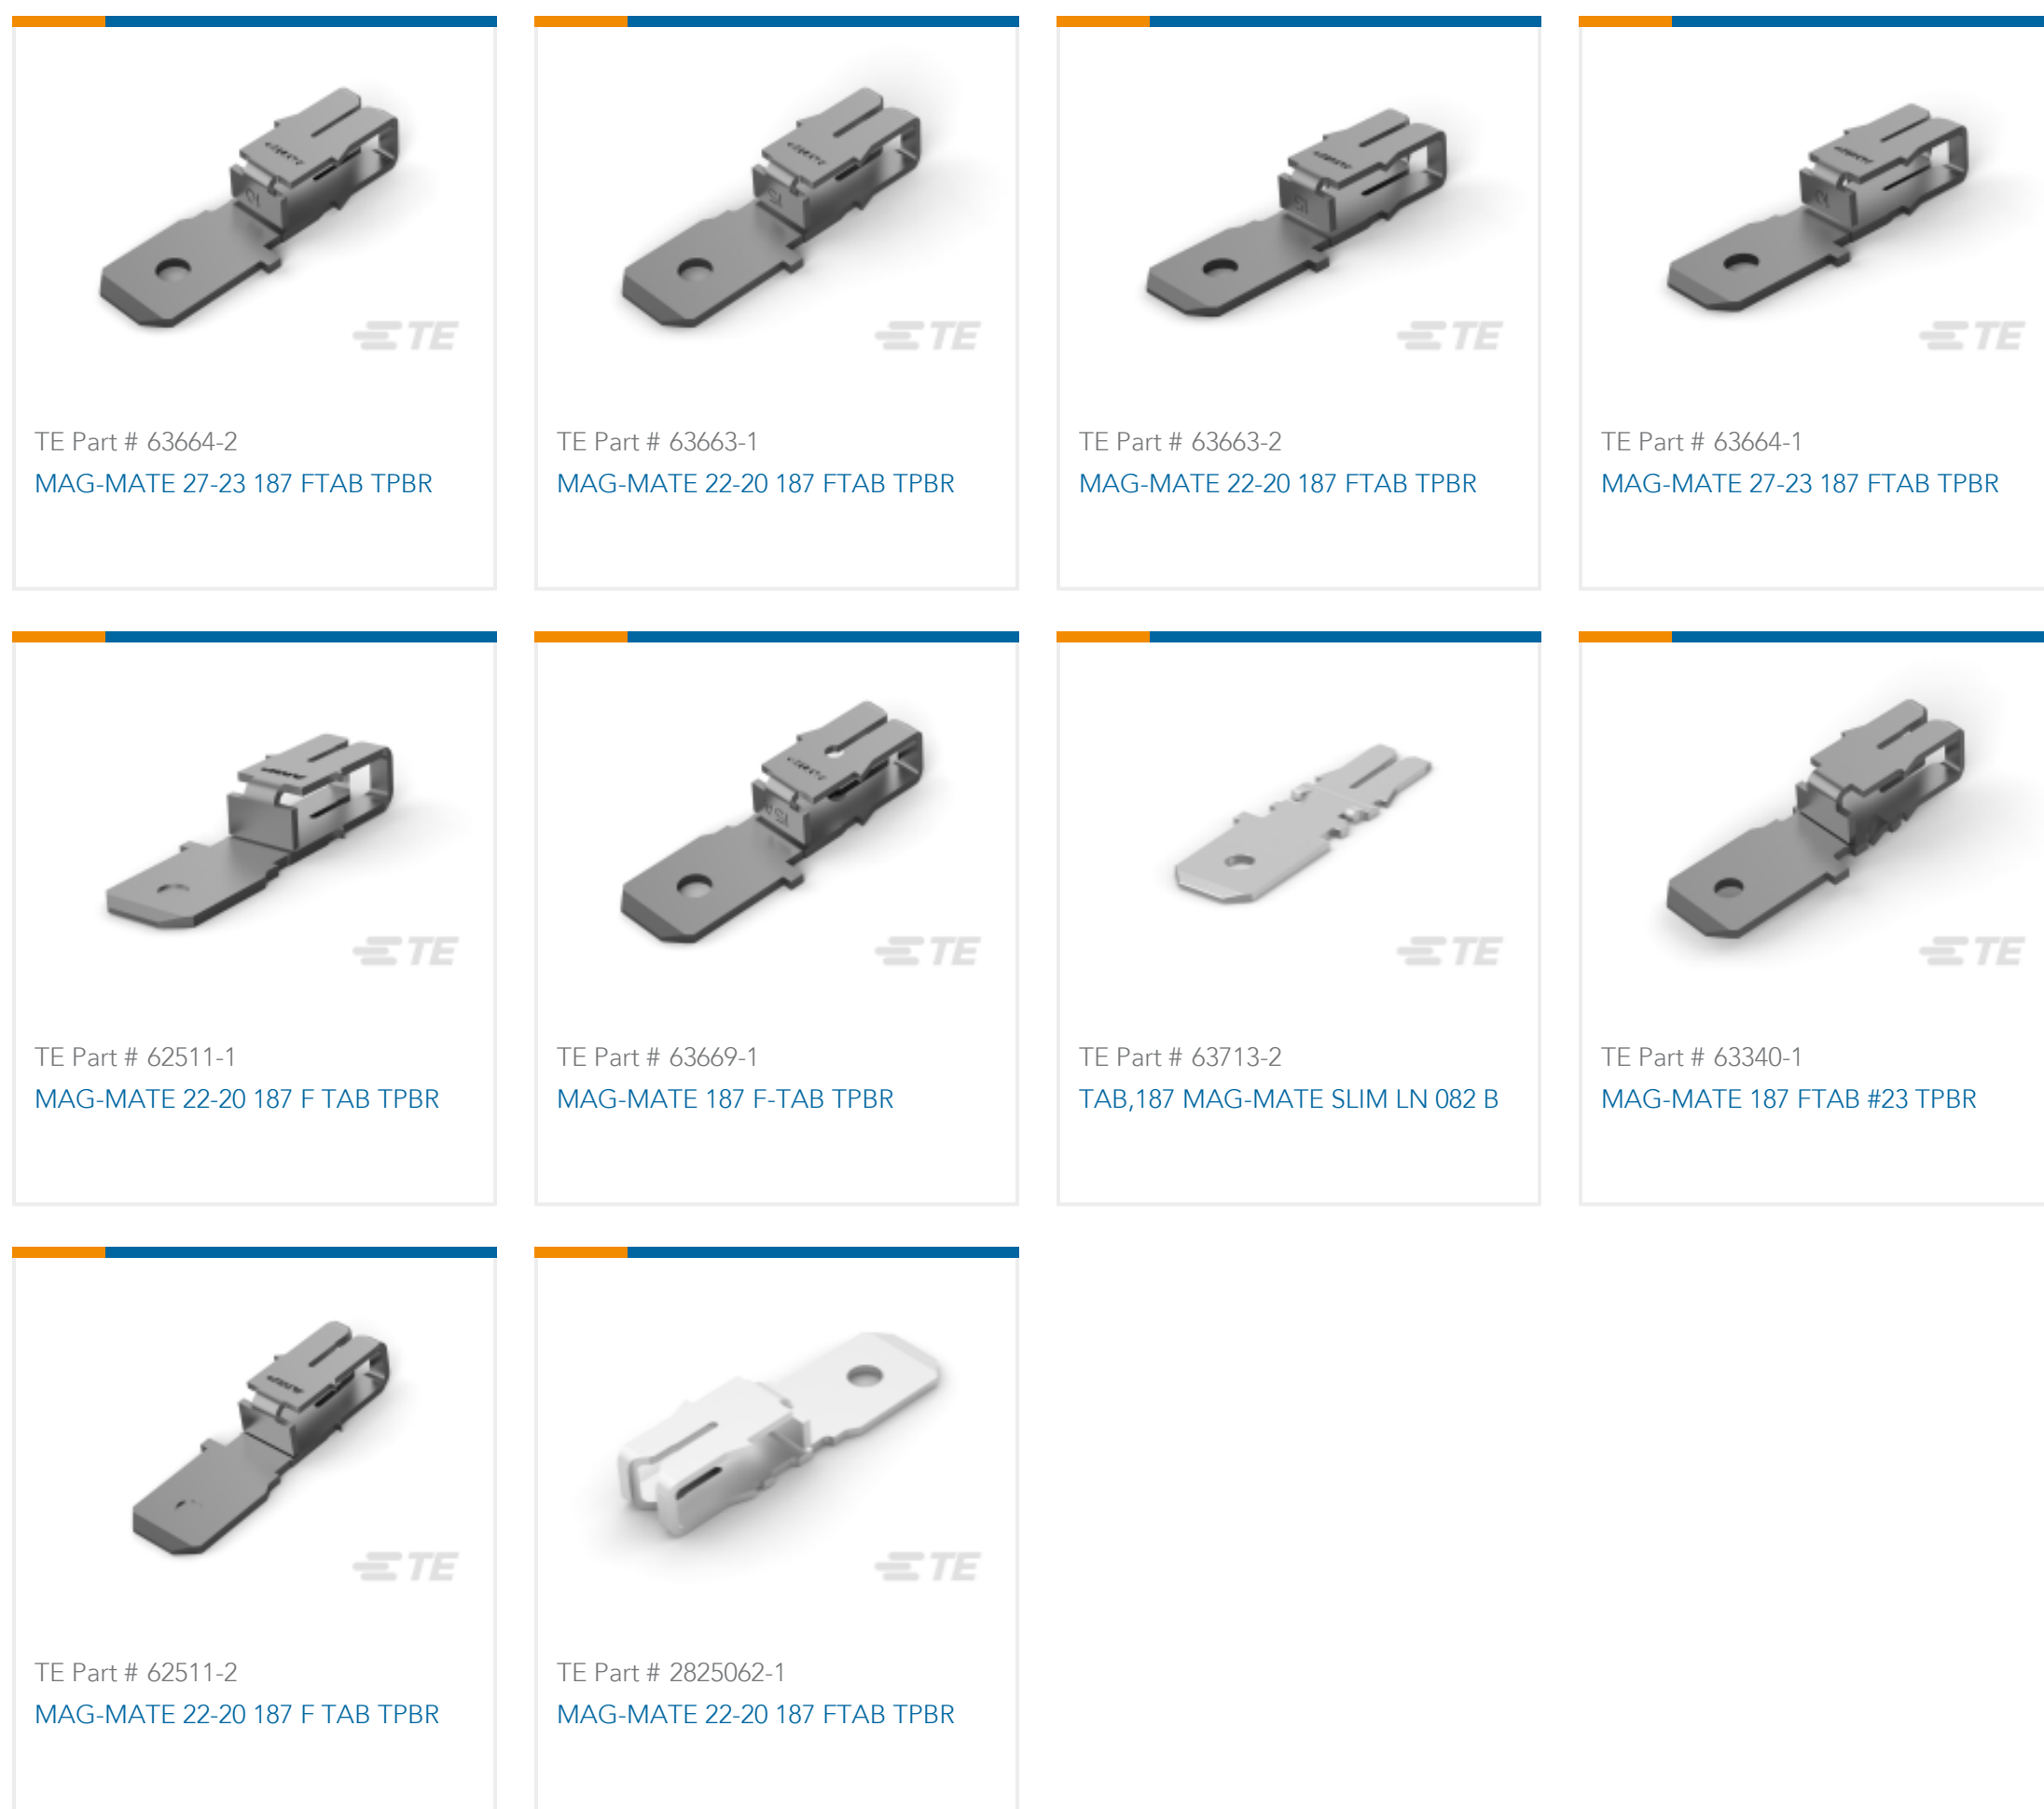 TE
TE
TE
TE
TE Part # 63664-2
MAG-MATE 27-23 187 FTAB TPBR
TE Part # 63663-1
MAG-MATE 22-20 187 FTAB TPBR
TE Part # 63663-2
MAG-MATE 22-20 187 FTAB TPBR
TE Part # 63664-1
MAG-MATE 27-23 187 FTAB TPBR
TE
TE
TE
TE
TE Part # 62511-1
MAG-MATE 22-20 187 F TAB TPBR
TE Part # 63669-1
MAG-MATE 187 F-TAB TPBR
TE Part # 63713-2
TAB,187 MAG-MATE SLIM LN 082 B
TE Part # 63340-1
MAG-MATE 187 FTAB #23 TPBR
TE
TE
TE Part # 62511-2
MAG-MATE 22-20 187 F TAB TPBR
TE Part # 2825062-1
MAG-MATE 22-20 187 FTAB TPBR